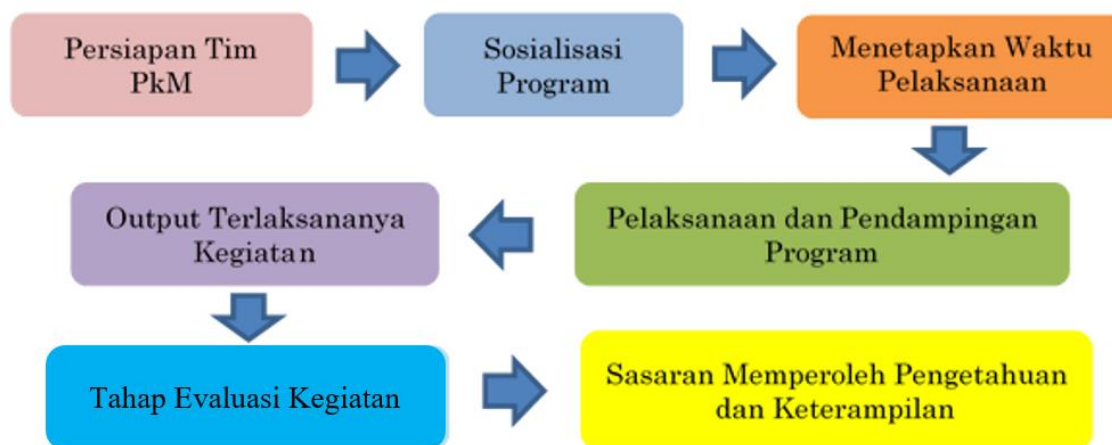 Persiapan Tim
PkM
Sosialisasi
Program
Menetapkan Waktu
Pelaksanaan
Pelaksanaan dan Pendampingan
Program
Output Terlaksananya
Kegiatan
Tahap Evaluasi Kegiatan
Sasaran Memperoleh Pengetahuan
dan Keterampilan